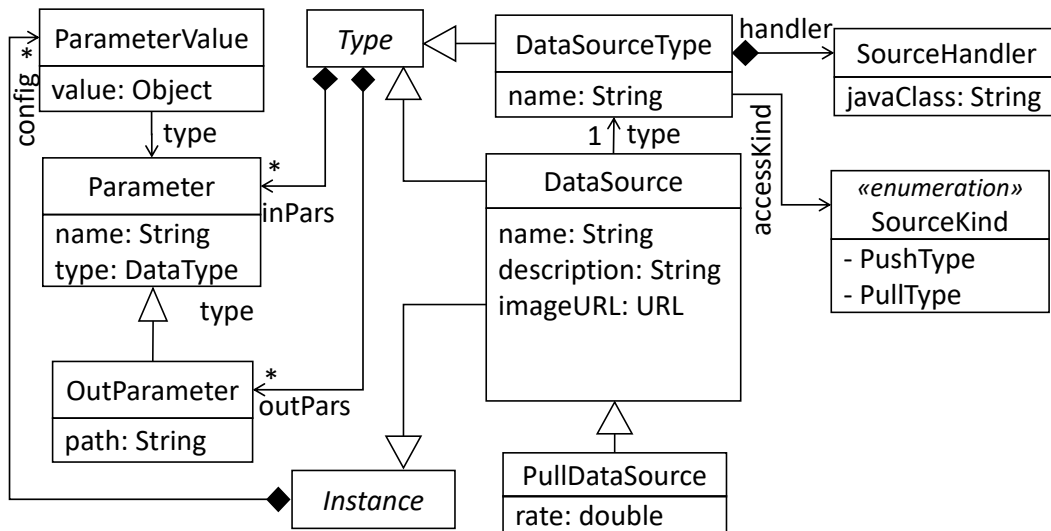 ParameterValue
value: Object
config
*
type
Parameter
name: String
type: DataType
type
OutParameter
path: String
Type
*
inPars
*
outPars
Instance
DataSourceType
name: String
1
type
DataSource
name: String
description: String
imageURL: URL
PullDataSource
rate: double
handler
SourceHandler
javaClass: String
accessKind
«enumeration»
SourceKind
- PushType
- PullType